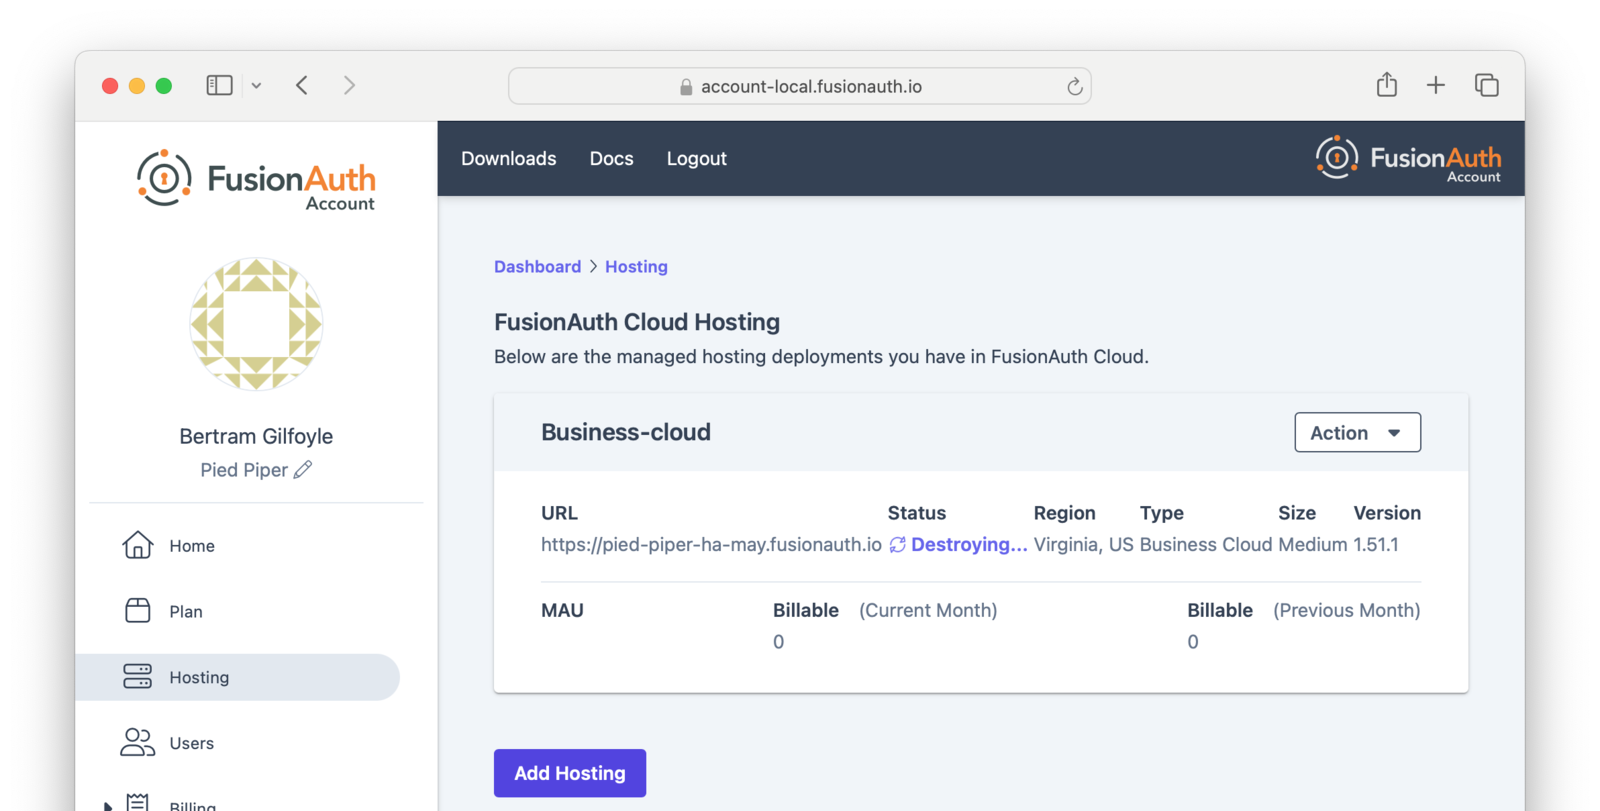 account-local.fusionauth.io
FusionAuth
Account
Downloads Docs Logout
FusionAuth
Account
Bertram Gilfoyle
Pied Piper
Home
Plan
Hosting
Users
Billing
Dashboard > Hosting
FusionAuth Cloud Hosting
Below are the managed hosting deployments you have in FusionAuth Cloud.
Business-cloud
Action
URL Status Region Type Size Version
https://pied-piper-ha-may.fusionauth.io Destroying... Virginia, US Business Cloud Medium 1.51.1
MAU Billable (Current Month) Billable (Previous Month)
0 0
Add Hosting